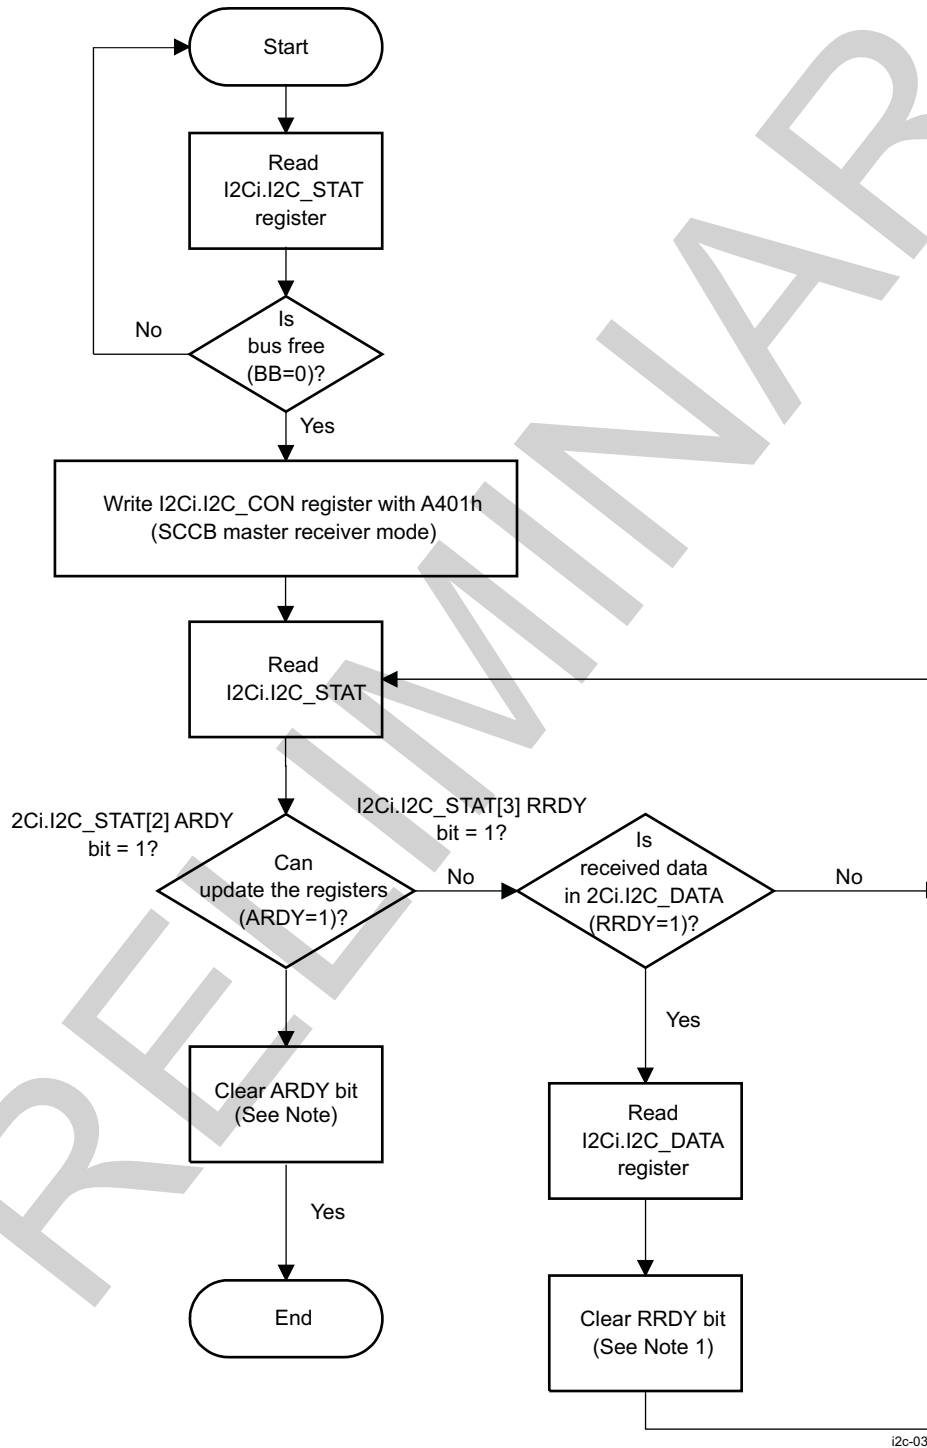 Start
Read
I2Ci.I2C_STAT
register
Is
bus free
(BB=0)?
No
Yes
Write I2Ci.I2C_CON register with A401h
(SCCB master receiver mode)
Read
I2Ci.I2C_STAT
2Ci.I2C_STAT[2] ARDY
bit = 1?
I2Ci.I2C_STAT[3] RRDY
bit = 1?
Can
update the registers
(ARDY=1)?
No
Is
received data
in 2Ci.I2C_DATA
(RRDY=1)?
No
Yes
Clear ARDY bit
(See Note)
Read
I2Ci.I2C_DATA
register
Yes
End
Clear RRDY bit
(See Note 1)
i2c-03
RELIMINAR